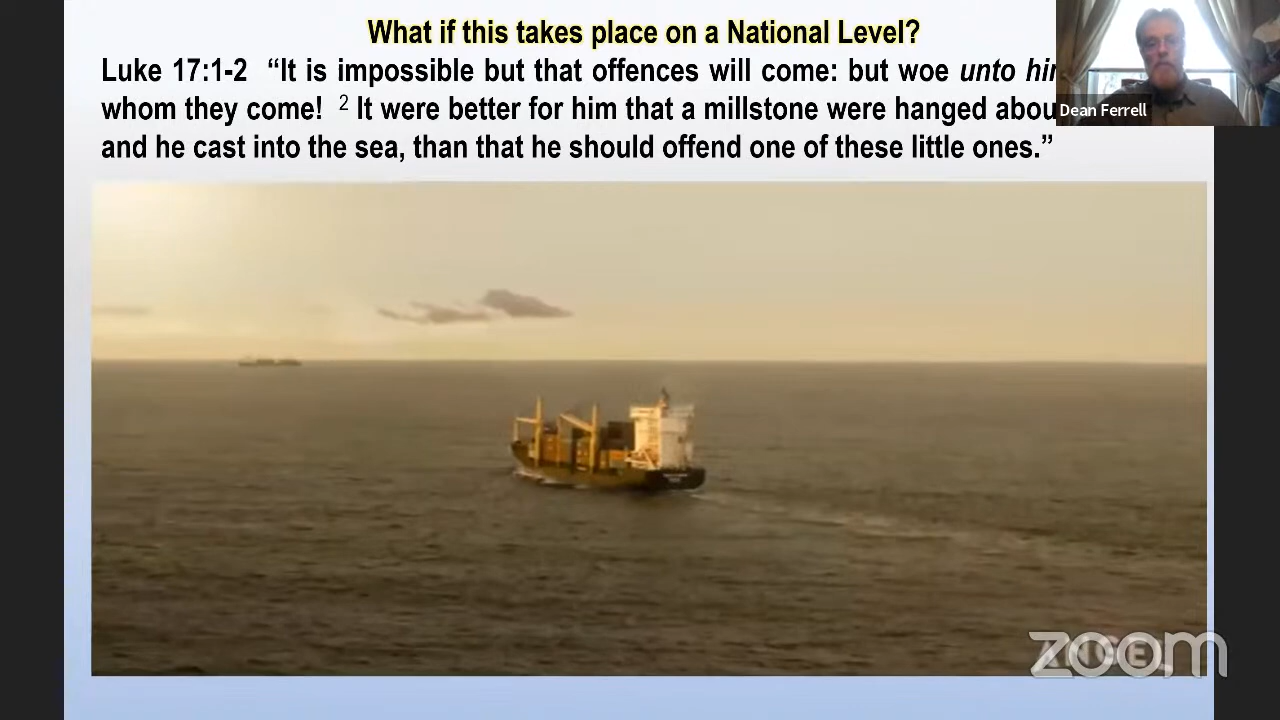 What if this takes place on a National Level?
Luke 17:1-2 “It is impossible but that offences will come: but woe unto
whom they come! 2 It were better for him that a millstone were hanged
and he cast into the sea, than that he should offend one of these little ones.”
Dean Ferrell
zoom